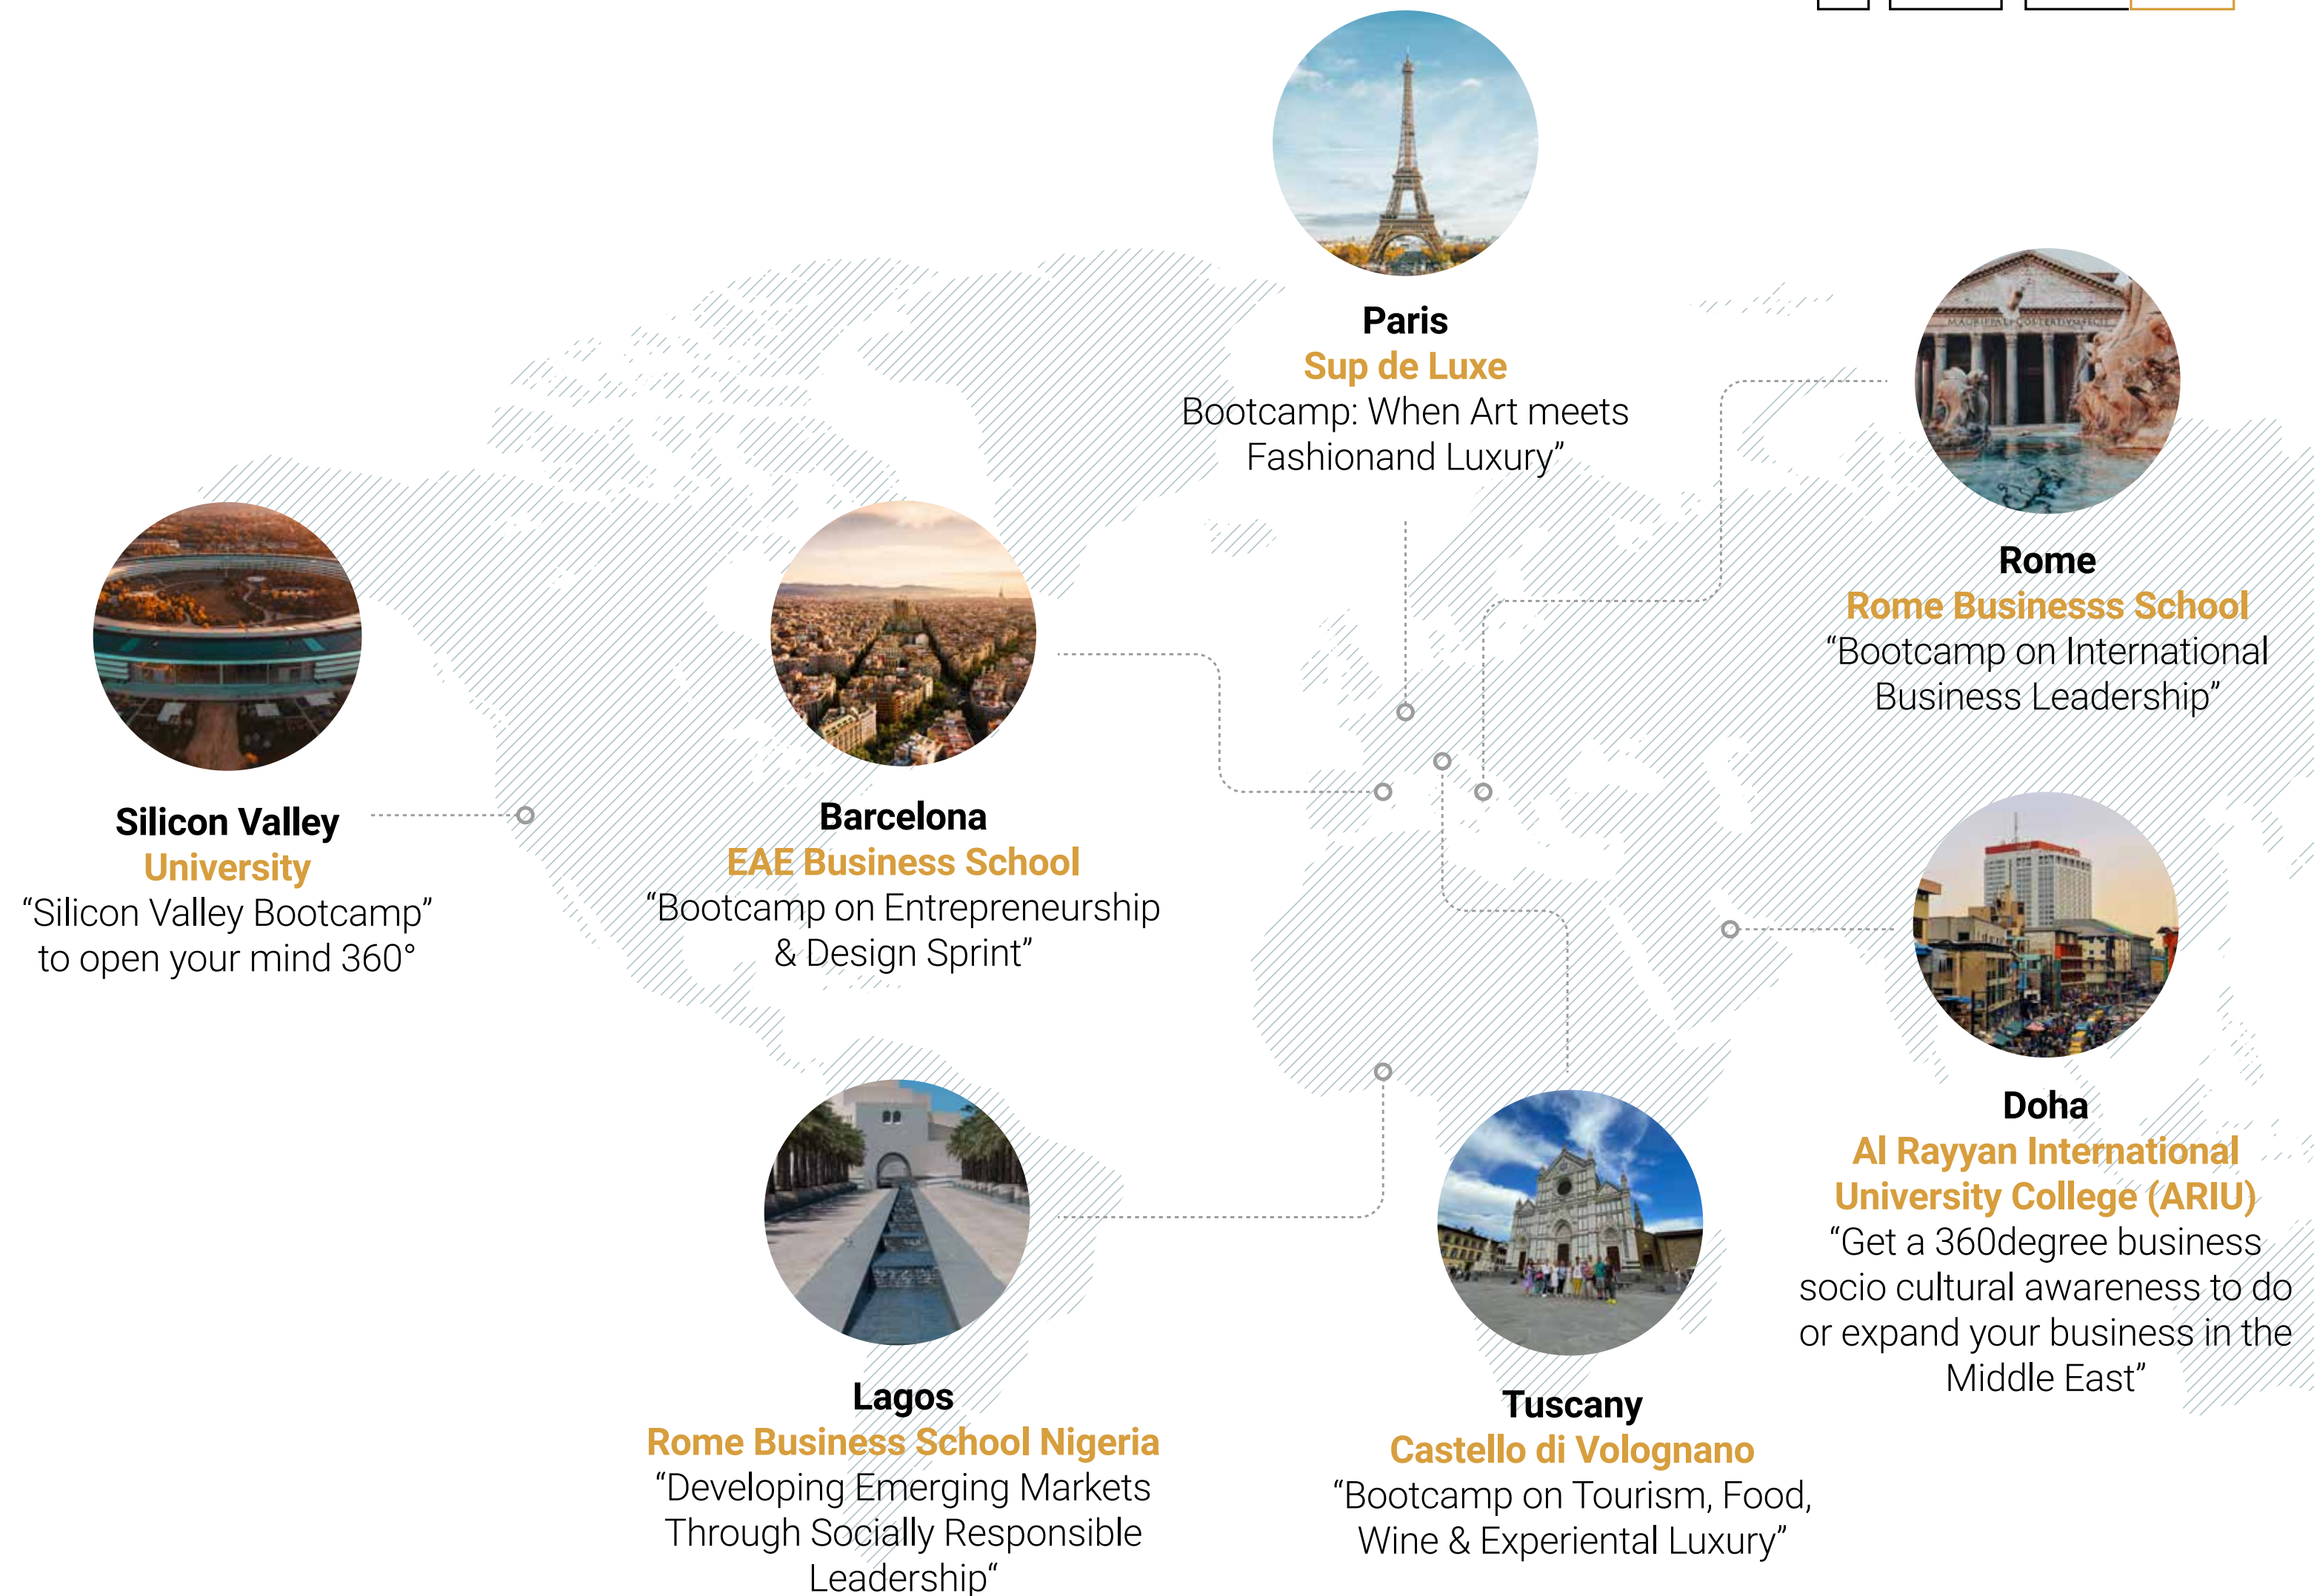 Paris
Sup de Luxe
Bootcamp: When Art meets
Fashionand Luxury”
Rome
Rome Businesss School
“Bootcamp on International
Business Leadership”
Silicon Valley
University
“Silicon Valley Bootcamp”
to open your mind 360°
Barcelona
EAE Business School
“Bootcamp on Entrepreneurship
& Design Sprint”
Doha
Al Rayyan International
University College (ARIU)
“Get a 360degree business
socio cultural awareness to do
or expand your business in the
Middle East”
Lagos
Rome Business School Nigeria
“Developing Emerging Markets
Through Socially Responsible
Leadership“
Tuscany
Castello di Volognano
“Bootcamp on Tourism, Food,
Wine & Experiental Luxury”